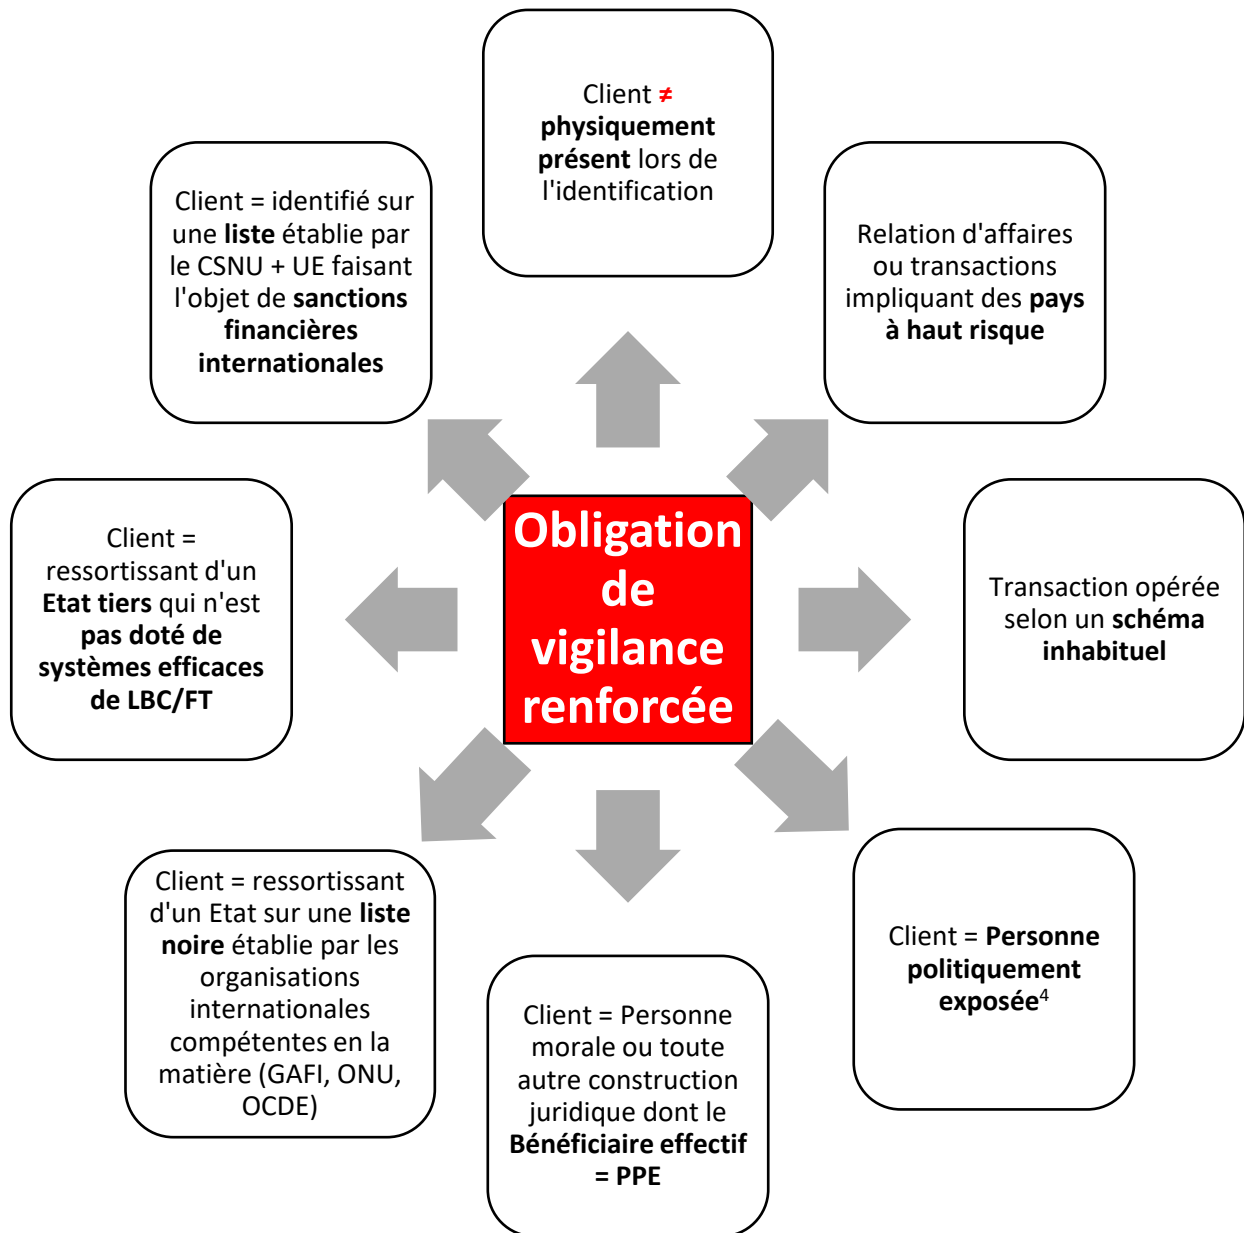 Client ≠
physiquement
présent lors de
l'identification
Relation d'affaires
ou transactions
impliquant des pays
à haut risque
Transaction opérée
selon un schéma
inhabituel
Client = Personne
politiquement
exposée⁴
Client = Personne
morale ou toute
autre construction
juridique dont le
Bénéficiaire effectif
= PPE
Client = ressortissant
d'un Etat sur une liste
noire établie par les
organisations
internationales
compétentes en la
matière (GAFI, ONU,
OCDE)
Client =
ressortissant d'un
Etat tiers qui n'est
pas doté de
systèmes efficaces
de LBC/FT
Client = identifié sur
une liste établie par
le CSNU + UE faisant
l'objet de sanctions
financières
internationales
Obligation
de
vigilance
renforcée